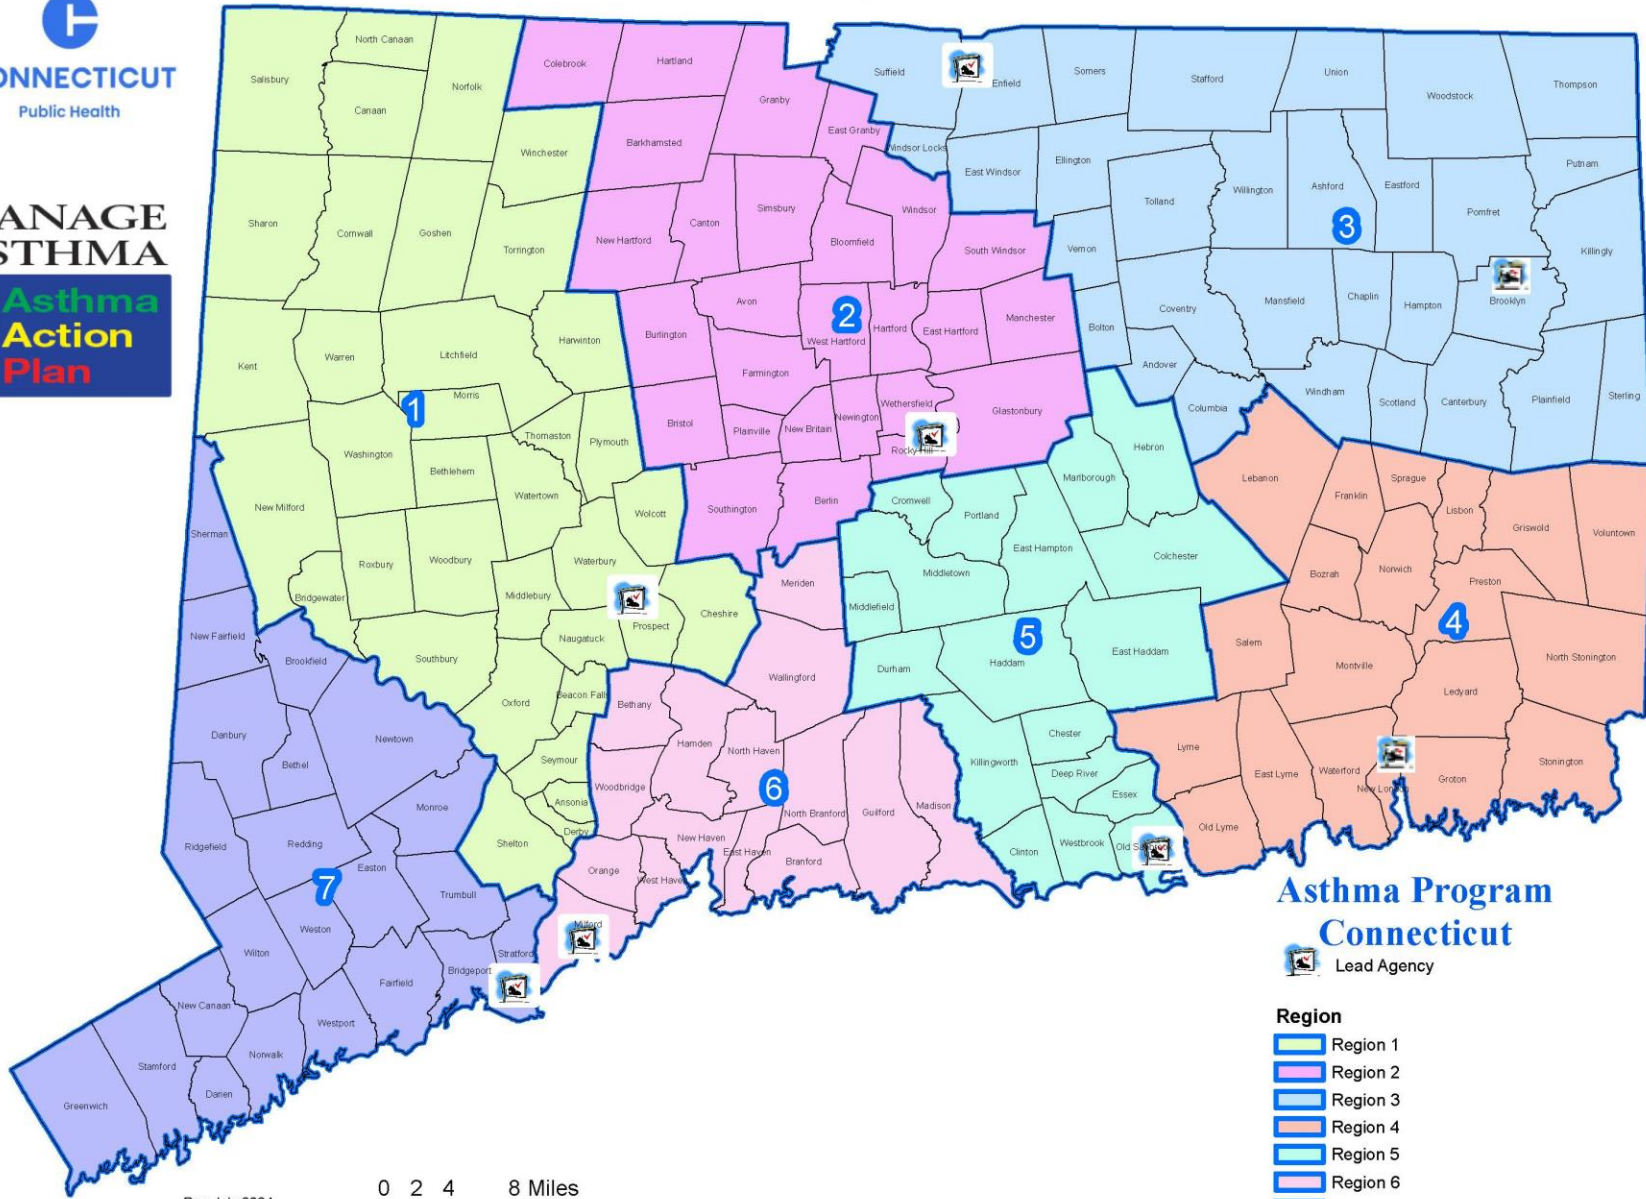 CONNECTICUT
Public Health
MANAGE
ASTHMA
Asthma
Action
Plan
Salisbury
North Canaan
Canaan
Norfolk
Colebrook
Hartland
Granby
East Granby
Suffield
Enfield
Somers
Stafford
Union
Woodstock
Thompson
Winchester
Barkhamsted
Windsor Locks
East Windsor
Ellington
Tolland
Willington
Ashford
Eastford
Pomfret
Putnam
Sharon
Cornwall
Goshen
Torrington
New Hartford
Canton
Simsbury
Bloomfield
Windsor
South Windsor
Vernon
3
Killingly
Kent
Warren
Litchfield
Harwinton
Burlington
Avon
2
West Hartford
Hartford
East Hartford
Manchester
Bolton
Coventry
Mansfield
Chaplin
Hampton
Brooklyn
Andover
Columbia
Windham
Scotland
Canterbury
Plainfield
Sterling
1
Morris
Farmington
Washington
Bethlehem
Thomaston
Plymouth
Bristol
Plainville
New Britain
Newington
Wethersfield
Rocky Hill
Glastonbury
Hebron
Marlborough
Lebanon
Franklin
Sprague
Lisbon
Griswold
Voluntown
New Milford
Watertown
Wolcott
Southington
Berlin
Cromwell
Portland
East Hampton
Colchester
Sherman
Roxbury
Woodbury
Waterbury
Middlebury
Bridgewater
Meriden
Middletown
Middlefield
Bozrah
Norwich
Preston
4
New Fairfield
Brookfield
Southbury
Naugatuck
Prospect
Cheshire
Wallingford
Durham
5
Haddam
East Haddam
Salem
Montville
Ledyard
North Stonington
Danbury
Bethel
Newtown
Oxford
Beacon Falls
Bethany
Hamden
North Haven
Seymour
Woodbridge
6
Killingworth
Chester
Deep River
Essex
Lyme
East Lyme
Waterford
New London
Groton
Stonington
Monroe
Ansonia
Derby
North Branford
Guilford
Madison
Old Lyme
Ridgefield
Redding
Easton
Shelton
Orange
New Haven
West Haven
East Haven
Branford
Clinton
Westbrook
Old Saybrook
7
Trumbull
Weston
Wilton
Milford
Stratford
Bridgeport
Fairfield
New Canaan
Westport
Norwalk
Stamford
Darien
Greenwich
Asthma Program
Connecticut
Lead Agency
Region
Region 1
Region 2
Region 3
Region 4
Region 5
Region 6
0 2 4 8 Miles